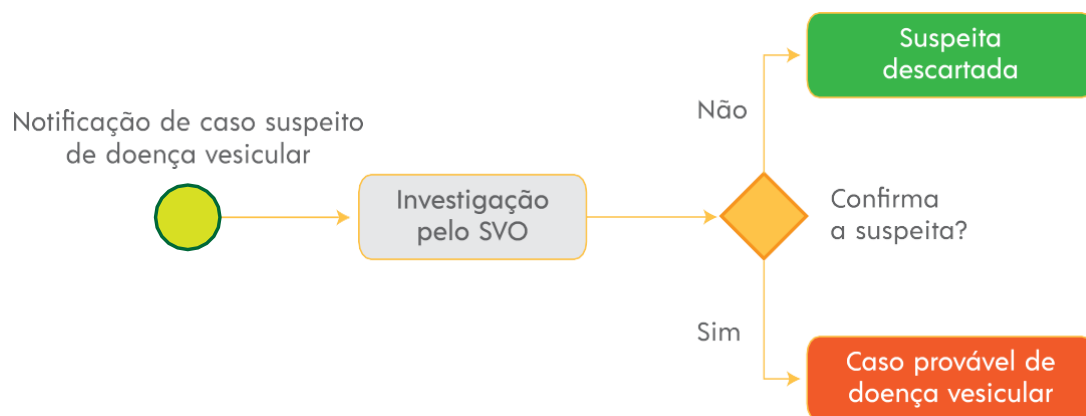 Notificação de caso suspeito
de doença vesicular
Investigação
pelo SVO
Confirma
a suspeita?
Não
Suspeita
descartada
Sim
Caso provável de
doença vesicular